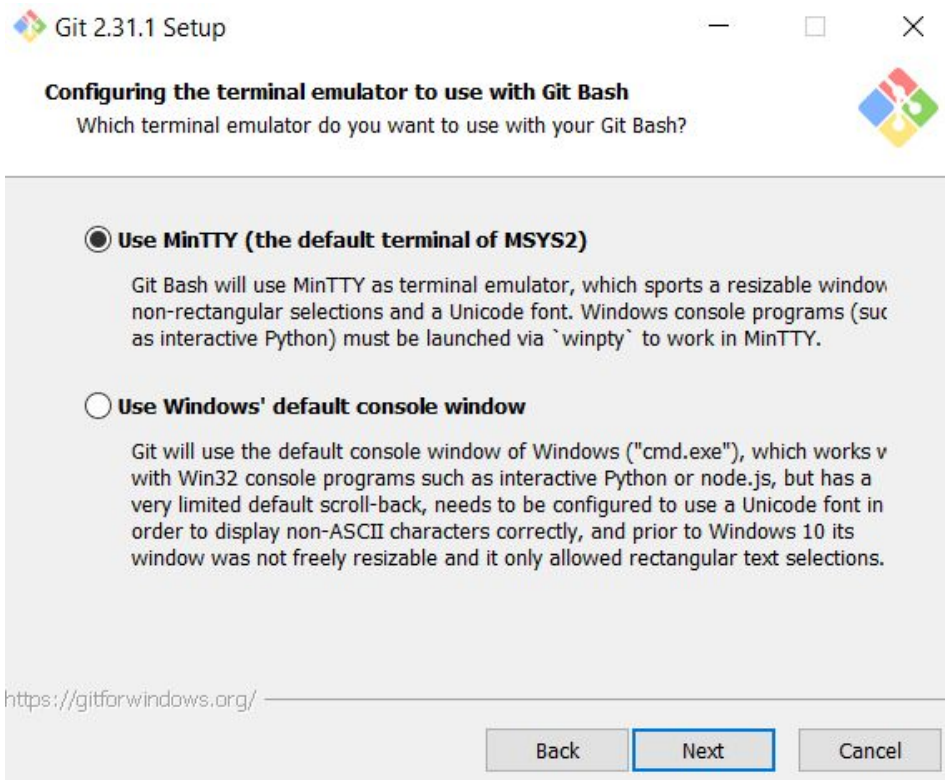 Git 2.31.1 Setup
Configuring the terminal emulator to use with Git Bash
Which terminal emulator do you want to use with your Git Bash?
Use MinTTY (the default terminal of MSYS2)
Git Bash will use MinTTY as terminal emulator, which sports a resizable window
non-rectangular selections and a Unicode font. Windows console programs (suc
as interactive Python) must be launched via `winpty` to work in MinTTY.
Use Windows' default console window
Git will use the default console window of Windows ("cmd.exe"), which works
with Win32 console programs such as interactive Python or node.js, but has a
very limited default scroll-back, needs to be configured to use a Unicode font in
order to display non-ASCII characters correctly, and prior to Windows 10 its
window was not freely resizable and it only allowed rectangular text selections.
https://gitforwindows.org/
Back Next Cancel